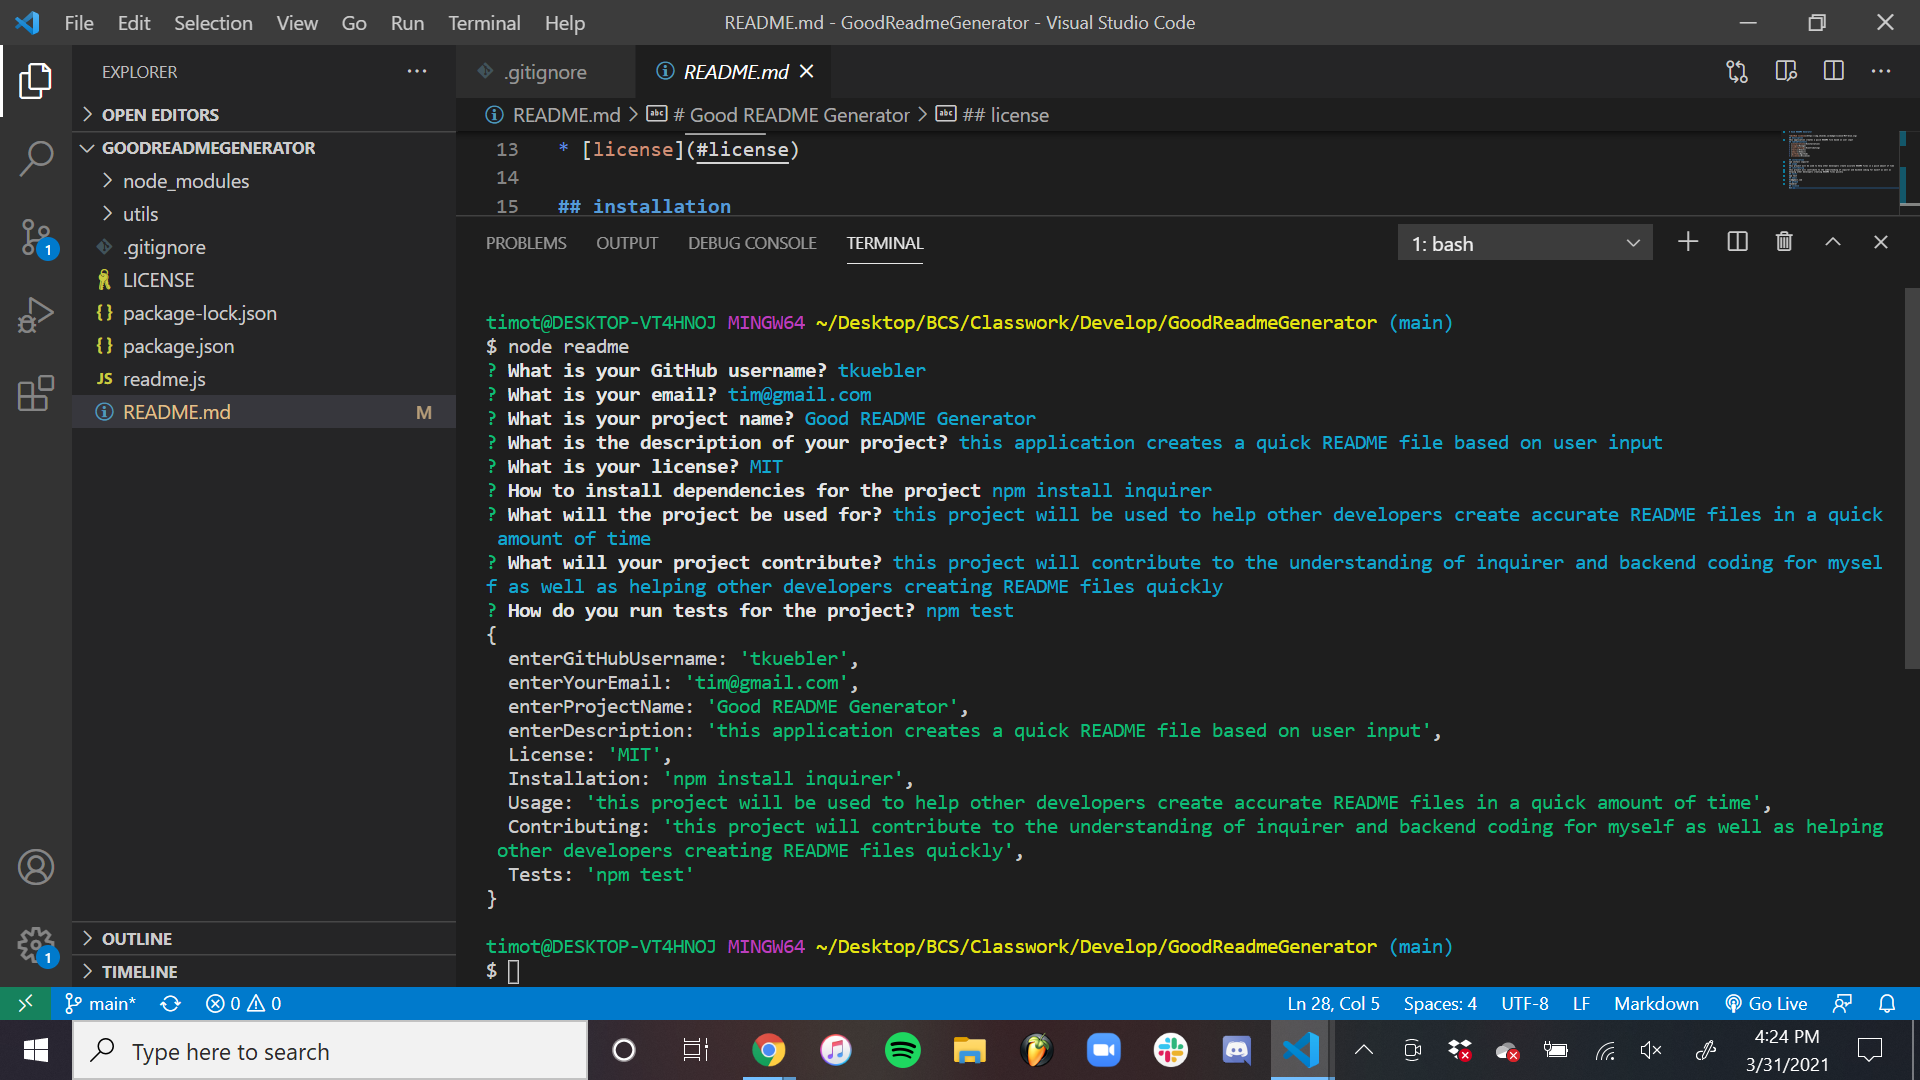 File Edit Selection View Go Run Terminal Help
README.md - GoodReadmeGenerator - Visual Studio Code
EXPLORER
.gitignore
README.md
OPEN EDITORS
README.md > # Good README Generator > ## license
GOODREADMEGENERATOR
node_modules
utils
.gitignore
LICENSE
package-lock.json
package.json
JS readme.js
README.md M
OUTLINE
TIMELINE
13 * [license](#license)
14
15 ## installation
PROBLEMS OUTPUT DEBUG CONSOLE TERMINAL
1: bash
timot@DESKTOP-VT4HNOJ MINGW64 ~/Desktop/BCS/Classwork/Develop/GoodReadmeGenerator (main)
$ node readme
? What is your GitHub username? tkuebler
? What is your email? tim@gmail.com
? What is your project name? Good README Generator
? What is the description of your project? this application creates a quick README file based on user input
? What is your license? MIT
? How to install dependencies for the project npm install inquirer
? What will the project be used for? this project will be used to help other developers create accurate README files in a quick
amount of time
? What will your project contribute? this project will contribute to the understanding of inquirer and backend coding for mysel
f as well as helping other developers creating README files quickly
? How do you run tests for the project? npm test
{
enterGitHubUsername: 'tkuebler',
enterYourEmail: 'tim@gmail.com',
enterProjectName: 'Good README Generator',
enterDescription: 'this application creates a quick README file based on user input',
License: 'MIT',
Installation: 'npm install inquirer',
Usage: 'this project will be used to help other developers create accurate README files in a quick amount of time',
Contributing: 'this project will contribute to the understanding of inquirer and backend coding for myself as well as helping
other developers creating README files quickly',
Tests: 'npm test'
}
timot@DESKTOP-VT4HNOJ MINGW64 ~/Desktop/BCS/Classwork/Develop/GoodReadmeGenerator (main)
$
1
1
main* 0 0
Ln 28, Col 5 Spaces: 4 UTF-8 LF Markdown Go Live
Type here to search
4:24 PM
3/31/2021